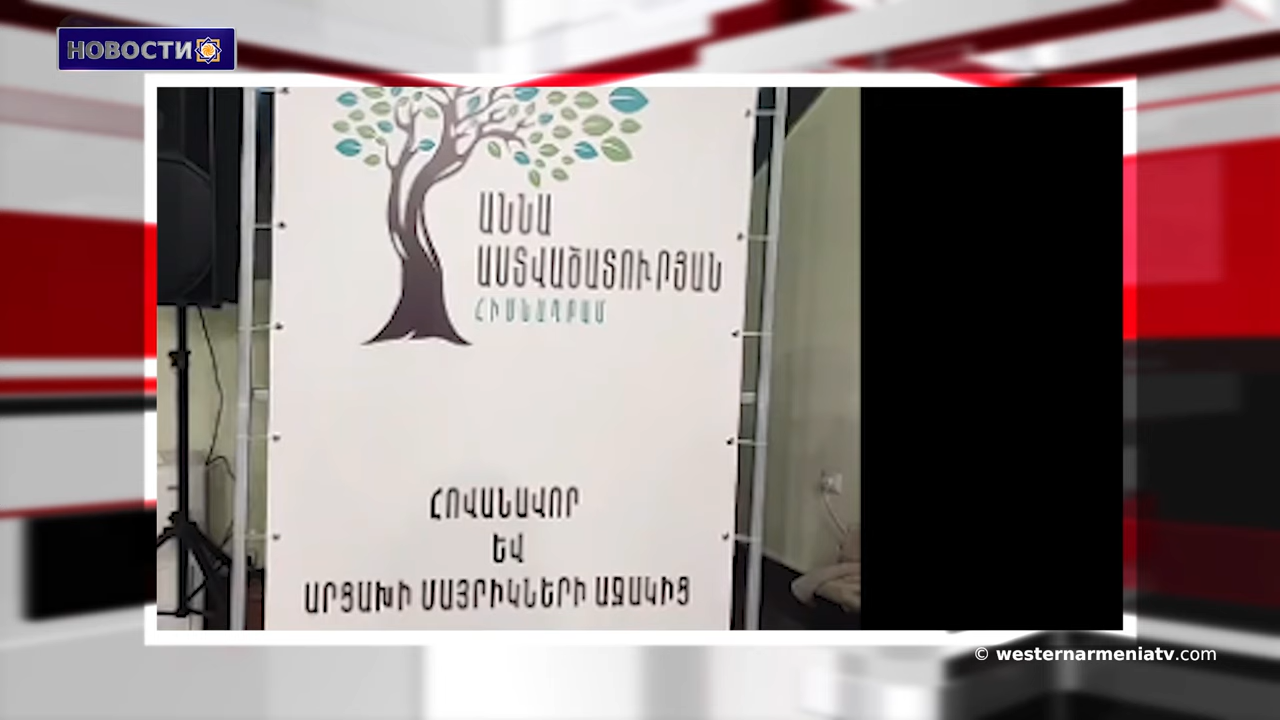 НОВОСТИ
ԱՆՆԱ
ԱՍՏՎԱԾԱՏՈՒՐՅԱՆ
ՀԻՄՆԱԴՐԱՄ
ՀՈՎԱՆԱՎՈՐ
ԵՎ
ԱՐՑԱԽԻ ՄԱՅՐԻԿՆԵՐԻ ԱՋԱԿԻՑ
© westernarmeniatv.com